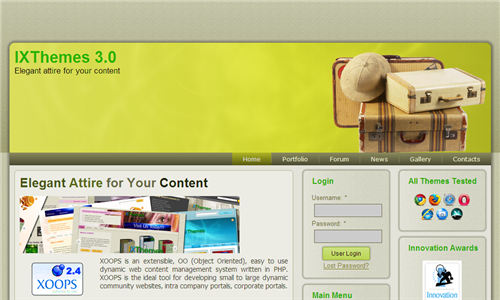 IXThemes 3.0
Elegant attire for your content
Home Portfolio Forum News Gallery Contacts
Elegant Attire for Your Content
XOOPS
2.4
XOOPS is an extensible, OO (Object Oriented), easy to
use dynamic web content management system written in PHP.
XOOPS is the ideal tool for developing small to large dynamic
community websites, intra company portals, corporate portals.
Login
Username: *
Password: *
User Login
Lost Password?
Main Menu
All Themes Tested
Innovation Awards
Innovation